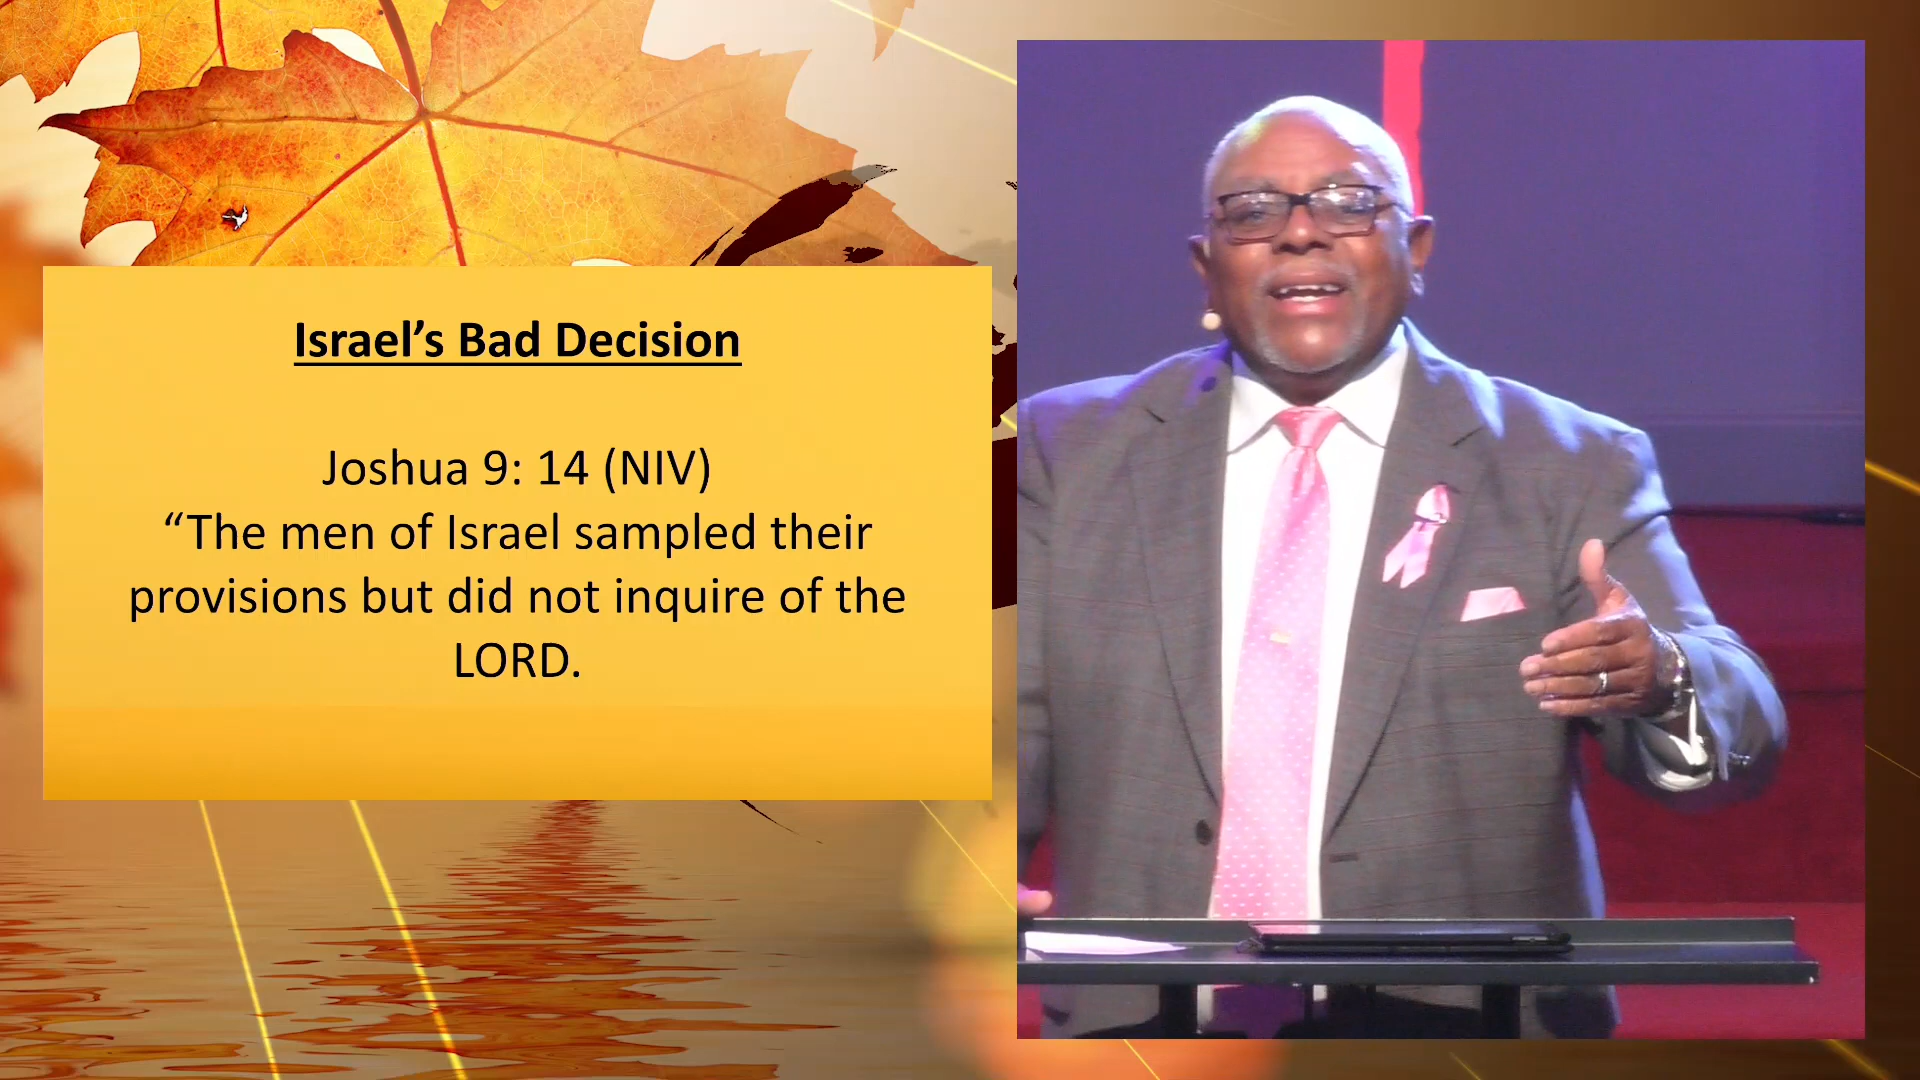 Israel’s Bad Decision
Joshua 9: 14 (NIV)
“The men of Israel sampled their
provisions but did not inquire of the
LORD.